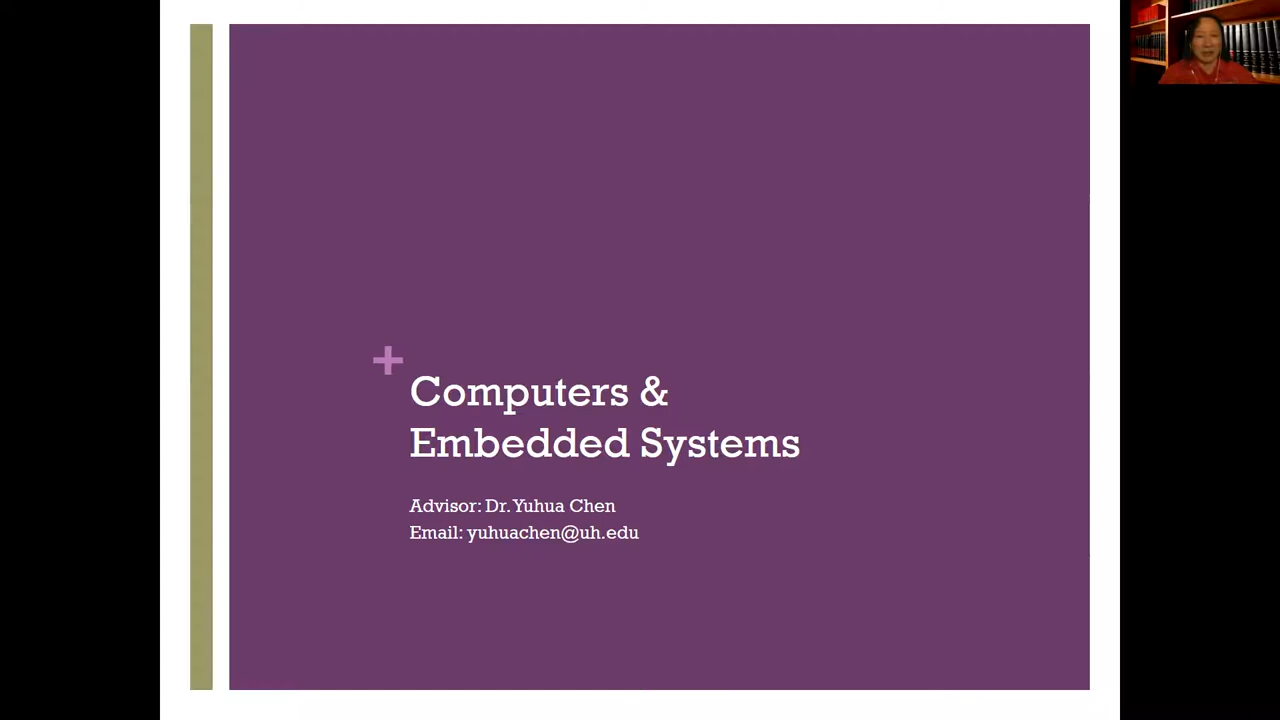 +
Computers &
Embedded Systems
Advisor: Dr. Yuhua Chen
Email: yuhuachen@uh.edu